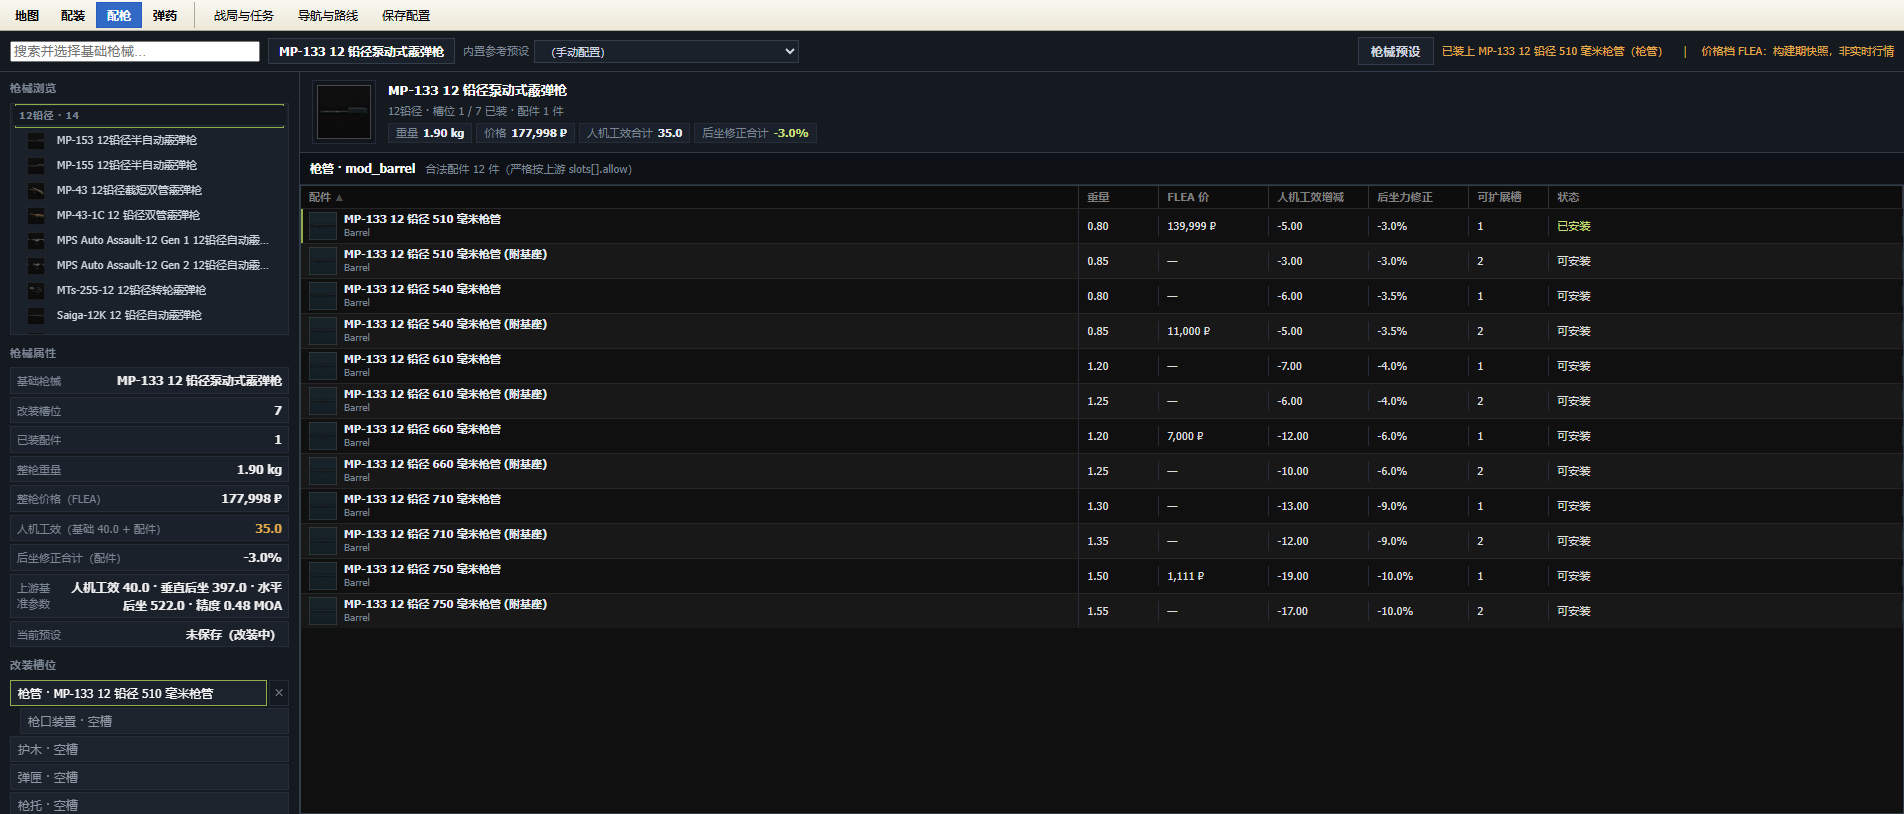 地图 配装 配枪 弹药 战局与任务 导航与路线 保存配置
搜索并选择基础枪械... MP-133 12 铅径泵动式霰弹枪 内置参考预设 (手动配置) 枪械预设 已装上 MP-133 12 铅径 510 毫米枪管（枪管） | 价格档 FLEA：构建期快照，非实时行情
枪械浏览
12铅径 · 14
MP-153 12铅径半自动霰弹枪
MP-155 12铅径半自动霰弹枪
MP-43 12铅径截短双管霰弹枪
MP-43-1C 12 铅径双管霰弹枪
MPS Auto Assault-12 Gen 1 12铅径自动霰...
MPS Auto Assault-12 Gen 2 12铅径自动霰...
MTs-255-12 12铅径转轮霰弹枪
Saiga-12K 12 铅径自动霰弹枪
枪械属性
基础枪械 MP-133 12 铅径泵动式霰弹枪
改装槽位 7
已装配件 1
整枪重量 1.90 kg
整枪价格（FLEA） 177,998 ₽
人机工效（基础 40.0 + 配件） 35.0
后坐修正合计（配件） -3.0%
上游基准参数 人机工效 40.0 · 垂直后坐 397.0 · 水平
后坐 522.0 · 精度 0.48 MOA
当前预设 未保存（改装中）
改装槽位
枪管 · MP-133 12 铅径 510 毫米枪管 ×
枪口装置 · 空槽
护木 · 空槽
弹匣 · 空槽
枪托 · 空槽
MP-133 12 铅径泵动式霰弹枪
12铅径 · 槽位 1 / 7 已装 · 配件 1 件
重量 1.90 kg 价格 177,998 ₽ 人机工效合计 35.0 后坐修正合计 -3.0%
枪管 · mod_barrel 合法配件 12 件（严格按上游 slots[].allow）
配件 ▲ 重量 FLEA 价 人机工效增减 后坐力修正 可扩展槽 状态
MP-133 12 铅径 510 毫米枪管
Barrel
0.80 139,999 ₽ -5.00 -3.0% 1 已安装
MP-133 12 铅径 510 毫米枪管 (附基座)
Barrel
0.85 — -3.00 -3.0% 2 可安装
MP-133 12 铅径 540 毫米枪管
Barrel
0.80 — -6.00 -3.5% 1 可安装
MP-133 12 铅径 540 毫米枪管 (附基座)
Barrel
0.85 11,000 ₽ -5.00 -3.5% 2 可安装
MP-133 12 铅径 610 毫米枪管
Barrel
1.20 — -7.00 -4.0% 1 可安装
MP-133 12 铅径 610 毫米枪管 (附基座)
Barrel
1.25 — -6.00 -4.0% 2 可安装
MP-133 12 铅径 660 毫米枪管
Barrel
1.20 7,000 ₽ -12.00 -6.0% 1 可安装
MP-133 12 铅径 660 毫米枪管 (附基座)
Barrel
1.25 — -10.00 -6.0% 2 可安装
MP-133 12 铅径 710 毫米枪管
Barrel
1.30 — -13.00 -9.0% 1 可安装
MP-133 12 铅径 710 毫米枪管 (附基座)
Barrel
1.35 — -12.00 -9.0% 2 可安装
MP-133 12 铅径 750 毫米枪管
Barrel
1.50 1,111 ₽ -19.00 -10.0% 1 可安装
MP-133 12 铅径 750 毫米枪管 (附基座)
Barrel
1.55 — -17.00 -10.0% 2 可安装